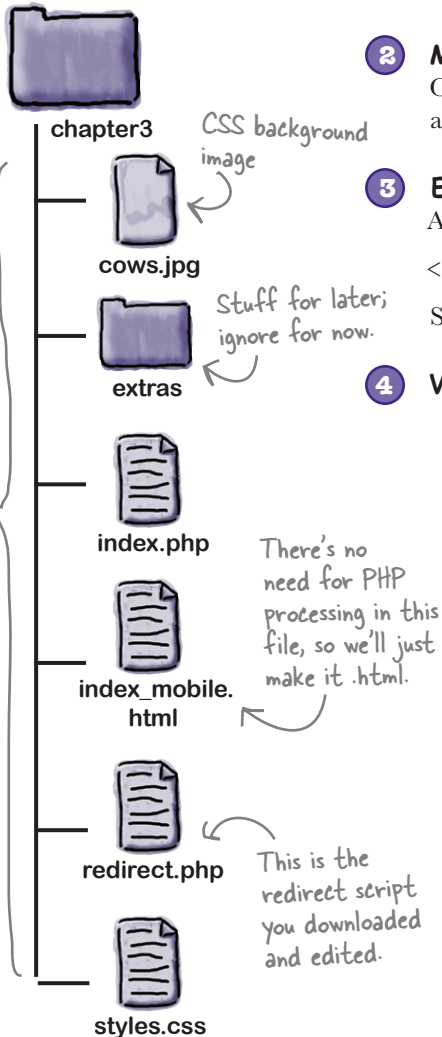 chapter3
CSS background
image
cows.jpg
Stuff for later;
ignore for now.
extras
index.php
There's no
need for PHP
processing in this
file, so we'll just
make it .html.
index_mobile.
html
redirect.php
This is the
redirect script
you downloaded
and edited.
styles.css
2
3
A
<
S
4